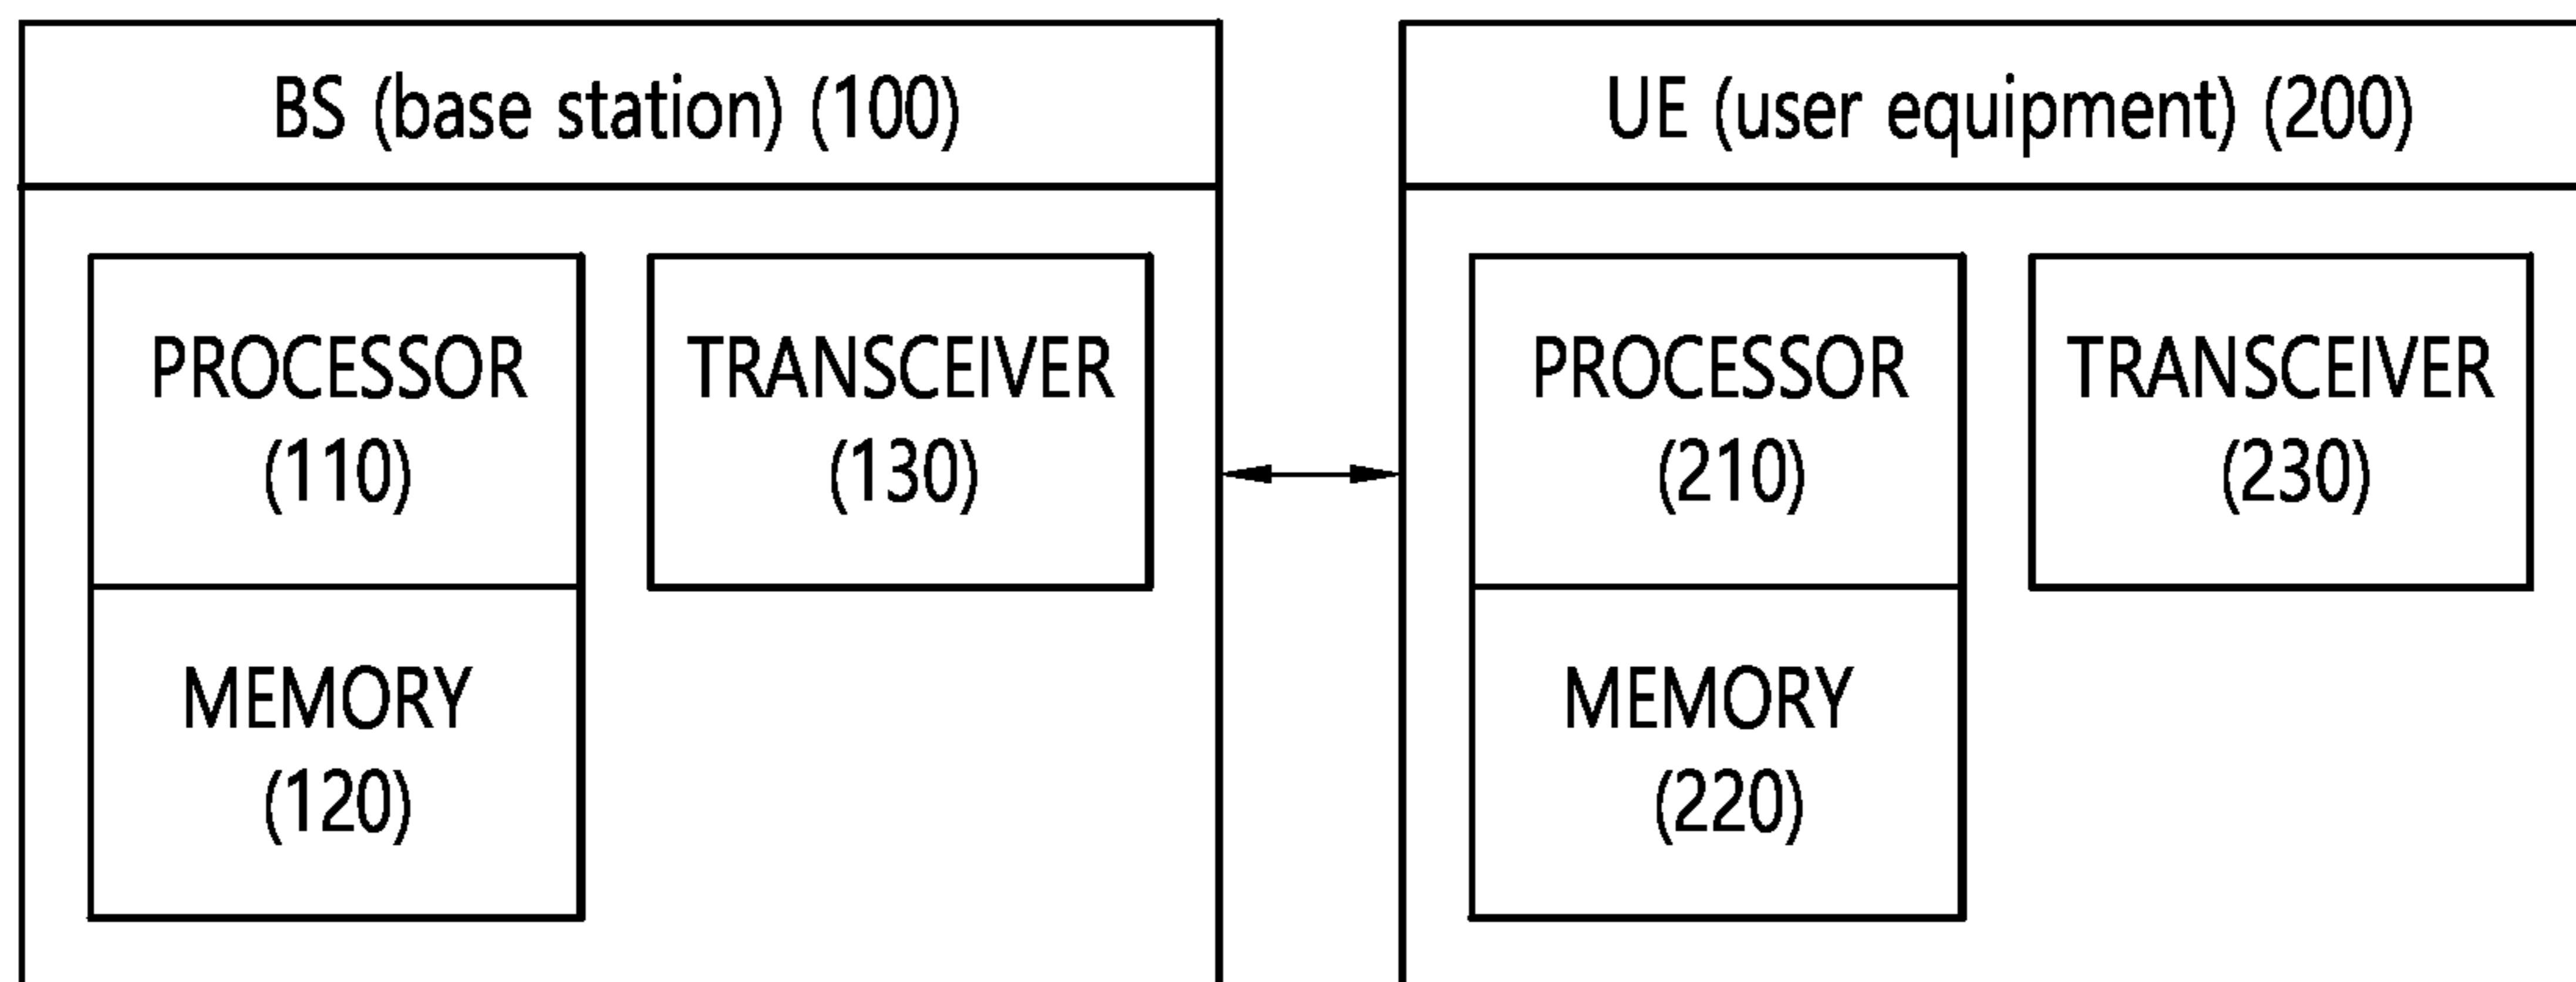 BS (base station) (100)
PROCESSOR
(110)
TRANSCEIVER
(130)
MEMORY
(120)
UE (user equipment) (200)
PROCESSOR
(210)
TRANSCEIVER
(230)
MEMORY
(220)